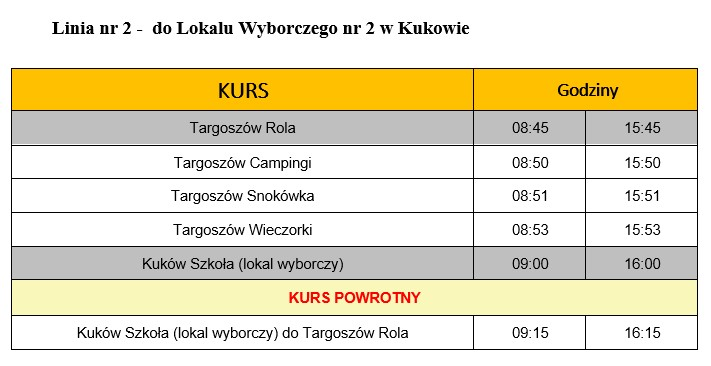 Linia nr 2 - do Lokalu Wyborczego nr 2 w Kukowie
KURS Godziny
Targoszów Rola 08:45 15:45
Targoszów Campingi 08:50 15:50
Targoszów Snokówka 08:51 15:51
Targoszów Wieczorki 08:53 15:53
Kuków Szkoła (lokal wyborczy) 09:00 16:00
KURS POWROTNY
Kuków Szkoła (lokal wyborczy) do Targoszów Rola 09:15 16:15